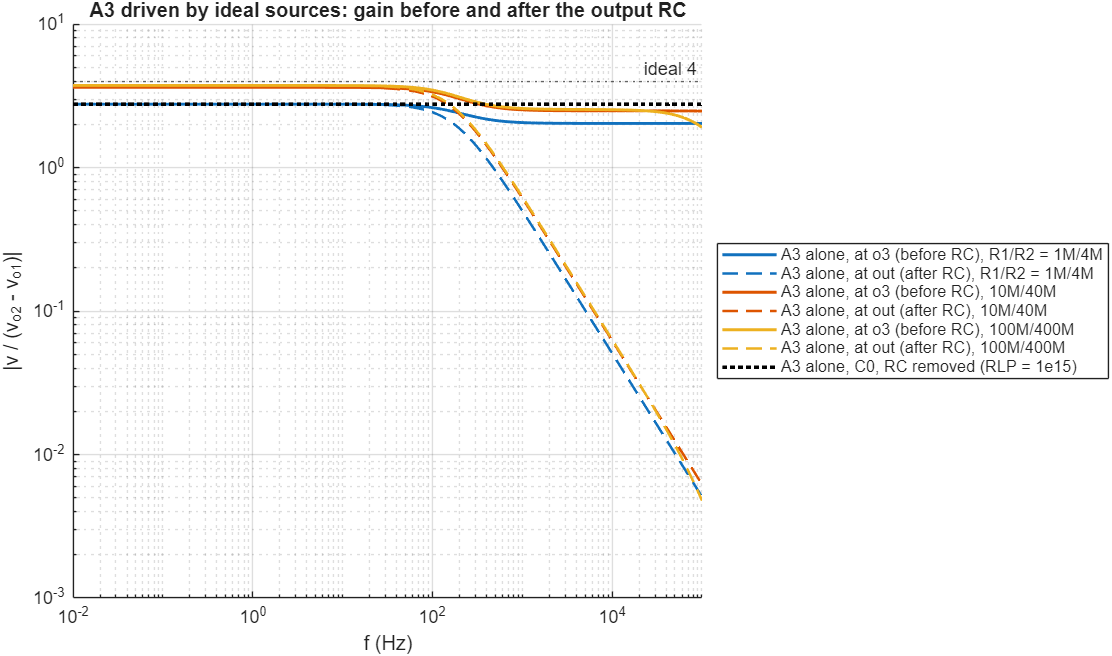 A3 driven by ideal sources: gain before and after the output RC
10^1
10^0
10^-1
10^-2
10^-3
|v / (v_o2 - v_o1)|
ideal 4
10^-2
10^0
10^2
10^4
f (Hz)
A3 alone, at o3 (before RC), R1/R2 = 1M/4M
A3 alone, at out (after RC), R1/R2 = 1M/4M
A3 alone, at o3 (before RC), 10M/40M
A3 alone, at out (after RC), 10M/40M
A3 alone, at o3 (before RC), 100M/400M
A3 alone, at out (after RC), 100M/400M
A3 alone, C0, RC removed (RLP = 1e15)